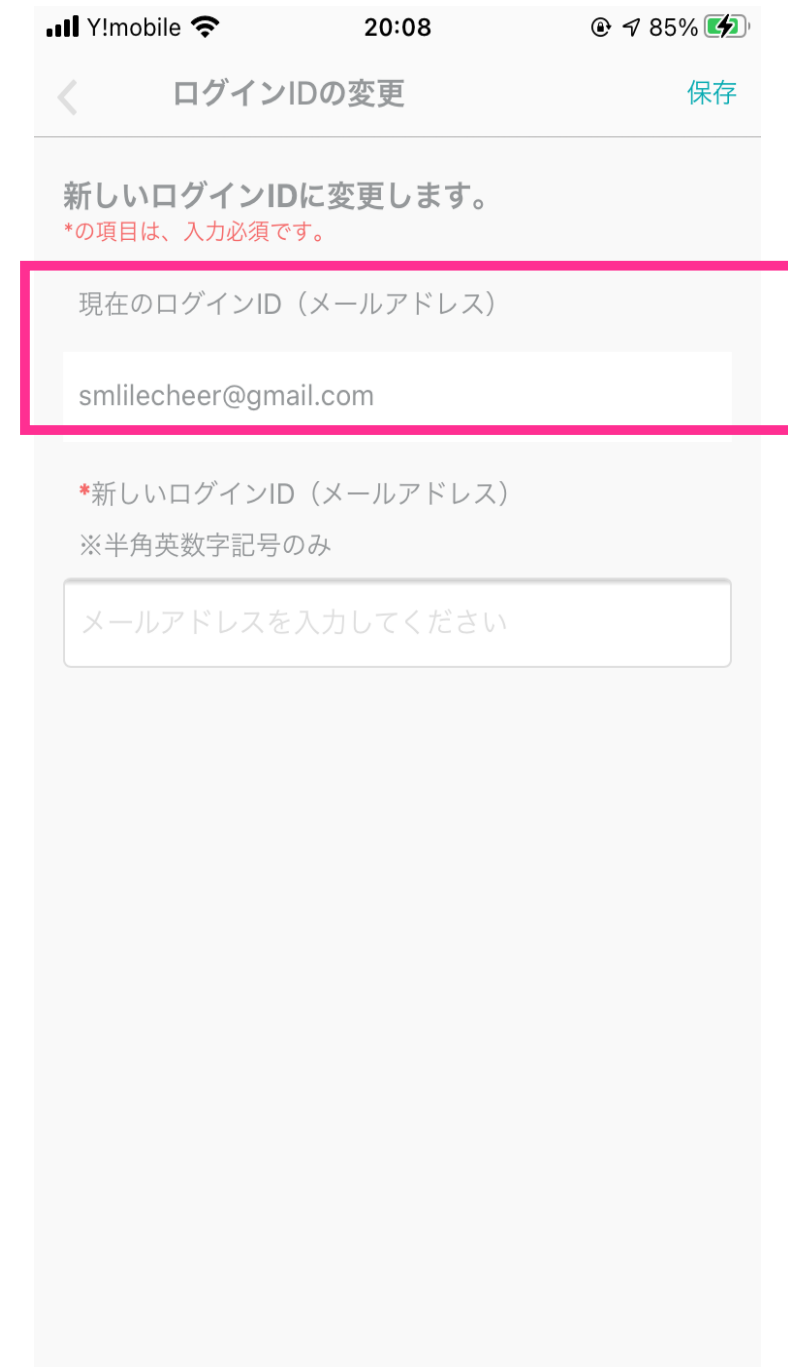 Y!mobile 20:08 85%
ログインIDの変更 保存
新しいログインIDに変更します。
*の項目は、入力必須です。
現在のログインID（メールアドレス）
smlilecheer@gmail.com
*新しいログインID（メールアドレス）
※半角英数字記号のみ
メールアドレスを入力してください